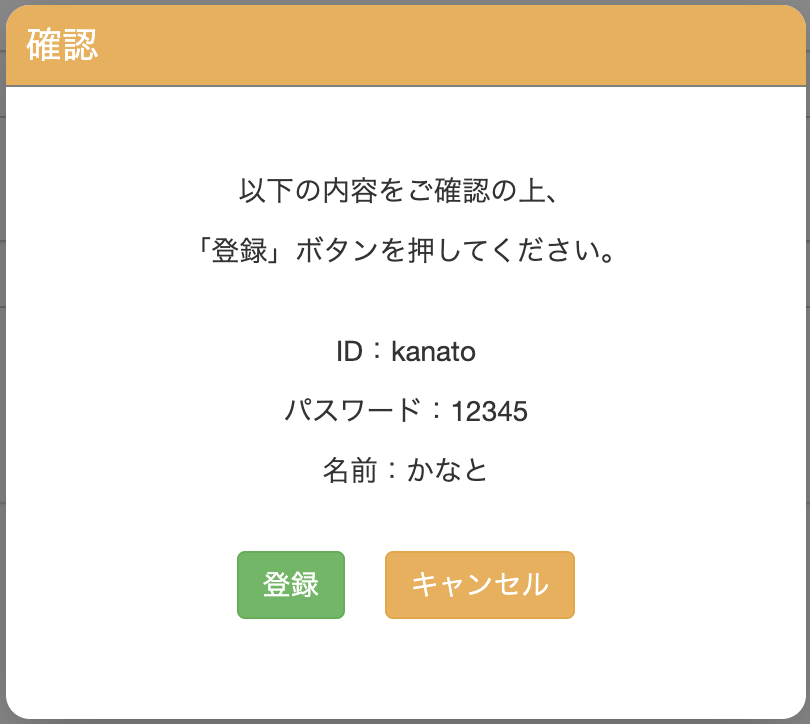 確認
以下の内容をご確認の上、
「登録」ボタンを押してください。
ID：kanato
パスワード：12345
名前：かなと
登録
キャンセル